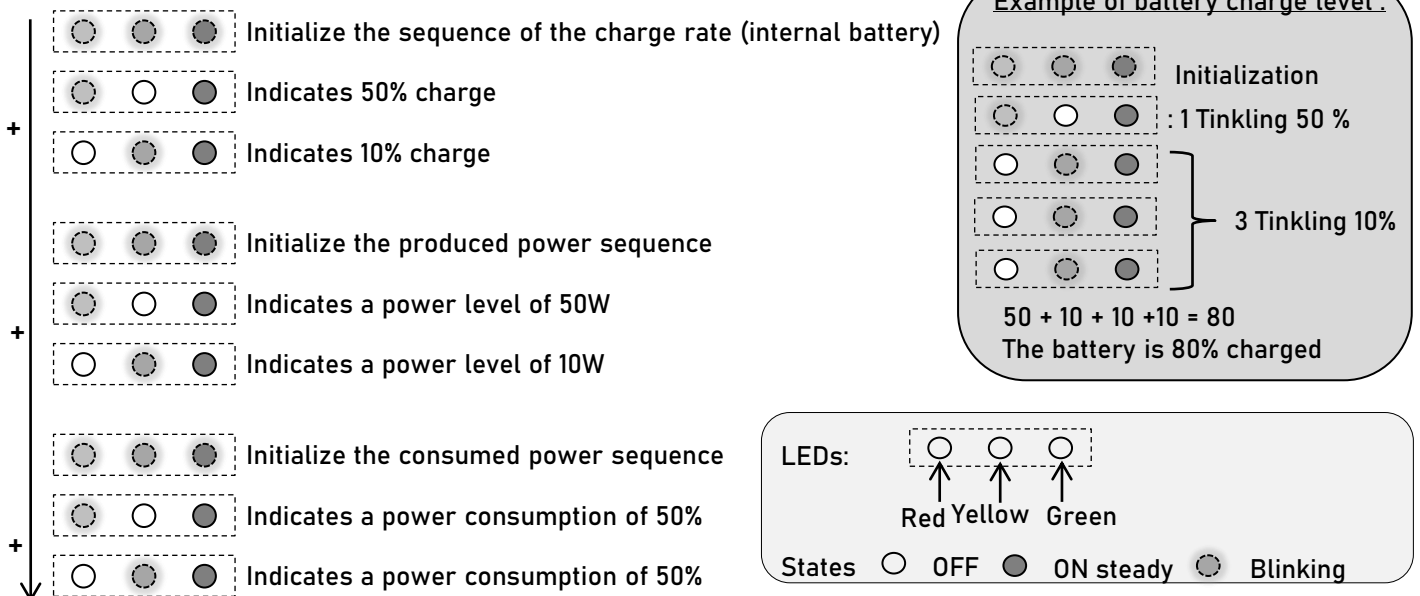 Initialize the sequence of the charge rate (internal battery)
Indicates 50% charge
+
Indicates 10% charge
Initialize the produced power sequence
Indicates a power level of 50W
+
Indicates a power level of 10W
Initialize the consumed power sequence
Indicates a power consumption of 50%
+
Indicates a power consumption of 50%
Example of battery charge level :
Initialization
: 1 Tinkling 50 %
3 Tinkling 10%
50 + 10 + 10 +10 = 80
The battery is 80% charged
LEDs:
Red Yellow Green
States OFF ON steady Blinking